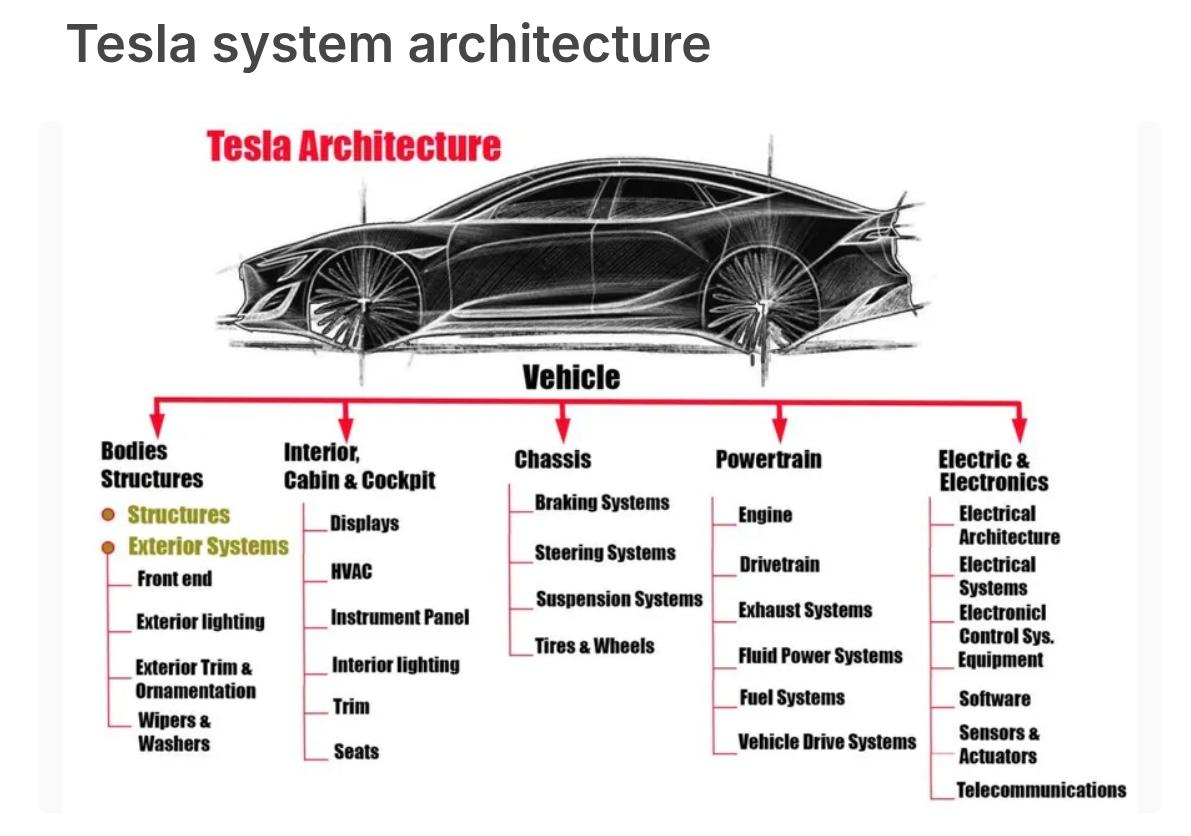 Tesla system architecture
Tesla Architecture
Vehicle
Bodies
Structures
Structures
Exterior Systems
Front end
Exterior lighting
Exterior Trim &
Ornamentation
Wipers &
Washers
Interior,
Cabin & Cockpit
Displays
HVAC
Instrument Panel
Interior lighting
Trim
Seats
Chassis
Braking Systems
Steering Systems
Suspension Systems
Tires & Wheels
Powertrain
Engine
Drivetrain
Exhaust Systems
Fluid Power Systems
Fuel Systems
Vehicle Drive Systems
Electric &
Electronics
Electrical
Architecture
Electrical
Systems
Electronicl
Control Sys.
Equipment
Software
Sensors &
Actuators
Telecommunications